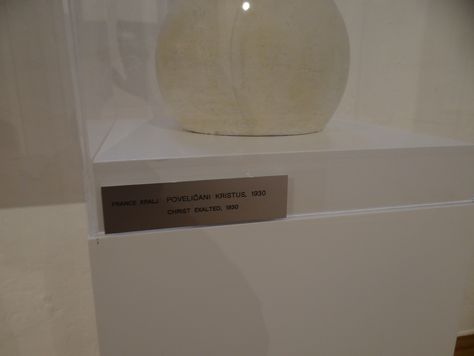 FRANCE KRALJ POVELIČANI KRISTUS, 1930
CHRIST EXALTED, 1930